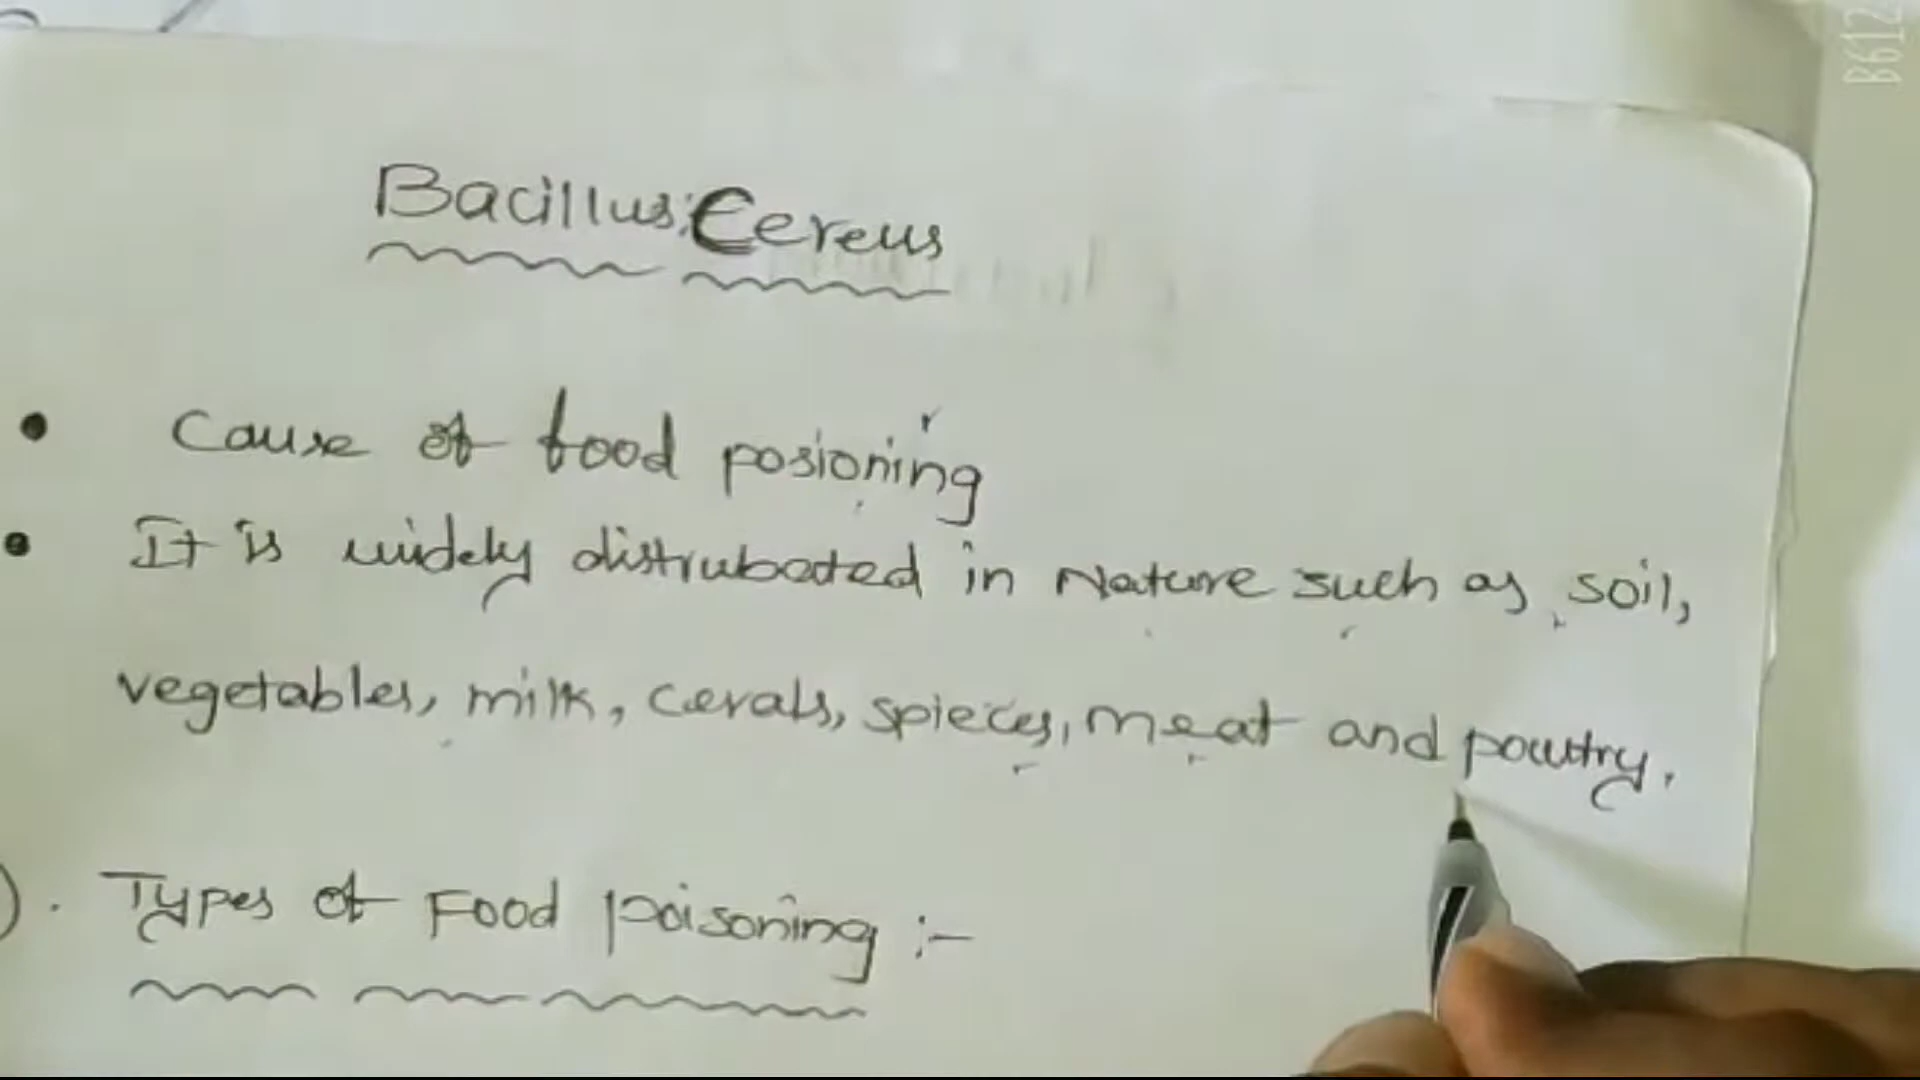 Bacillus Cereus
• Cause of food posioning
• It is widely distrubated in Nature such as soil,
vegetables, milk, cerals, spieces, meat and poultry.
). Types of Food poisoning :-
B612